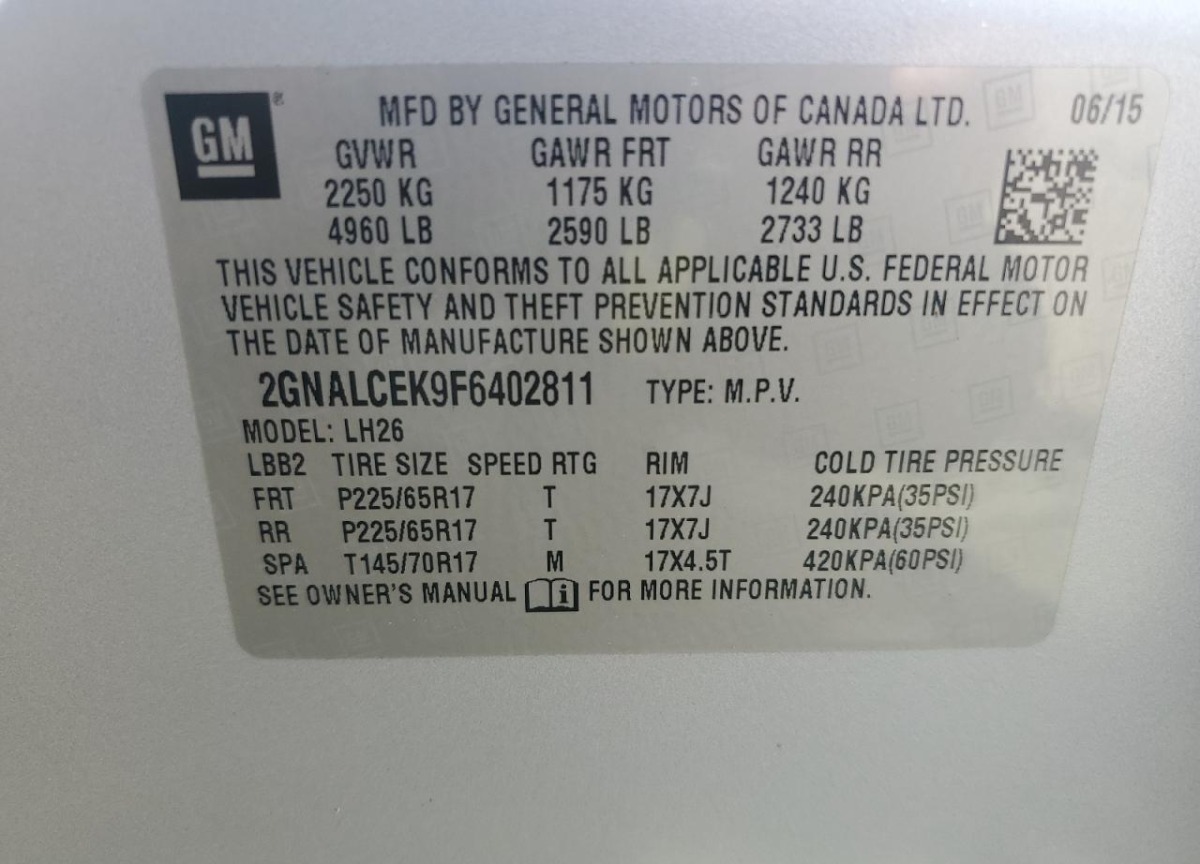 GM ® MFD BY GENERAL MOTORS OF CANADA LTD. 06/15
GVWR GAWR FRT GAWR RR
2250 KG 1175 KG 1240 KG
4960 LB 2590 LB 2733 LB
THIS VEHICLE CONFORMS TO ALL APPLICABLE U.S. FEDERAL MOTOR
VEHICLE SAFETY AND THEFT PREVENTION STANDARDS IN EFFECT ON
THE DATE OF MANUFACTURE SHOWN ABOVE.
2GNALCEK9F6402811 TYPE: M.P.V.
MODEL: LH26
LBB2 TIRE SIZE SPEED RTG RIM COLD TIRE PRESSURE
FRT P225/65R17 T 17X7J 240KPA(35PSI)
RR P225/65R17 T 17X7J 240KPA(35PSI)
SPA T145/70R17 M 17X4.5T 420KPA(60PSI)
SEE OWNER'S MANUAL i FOR MORE INFORMATION.